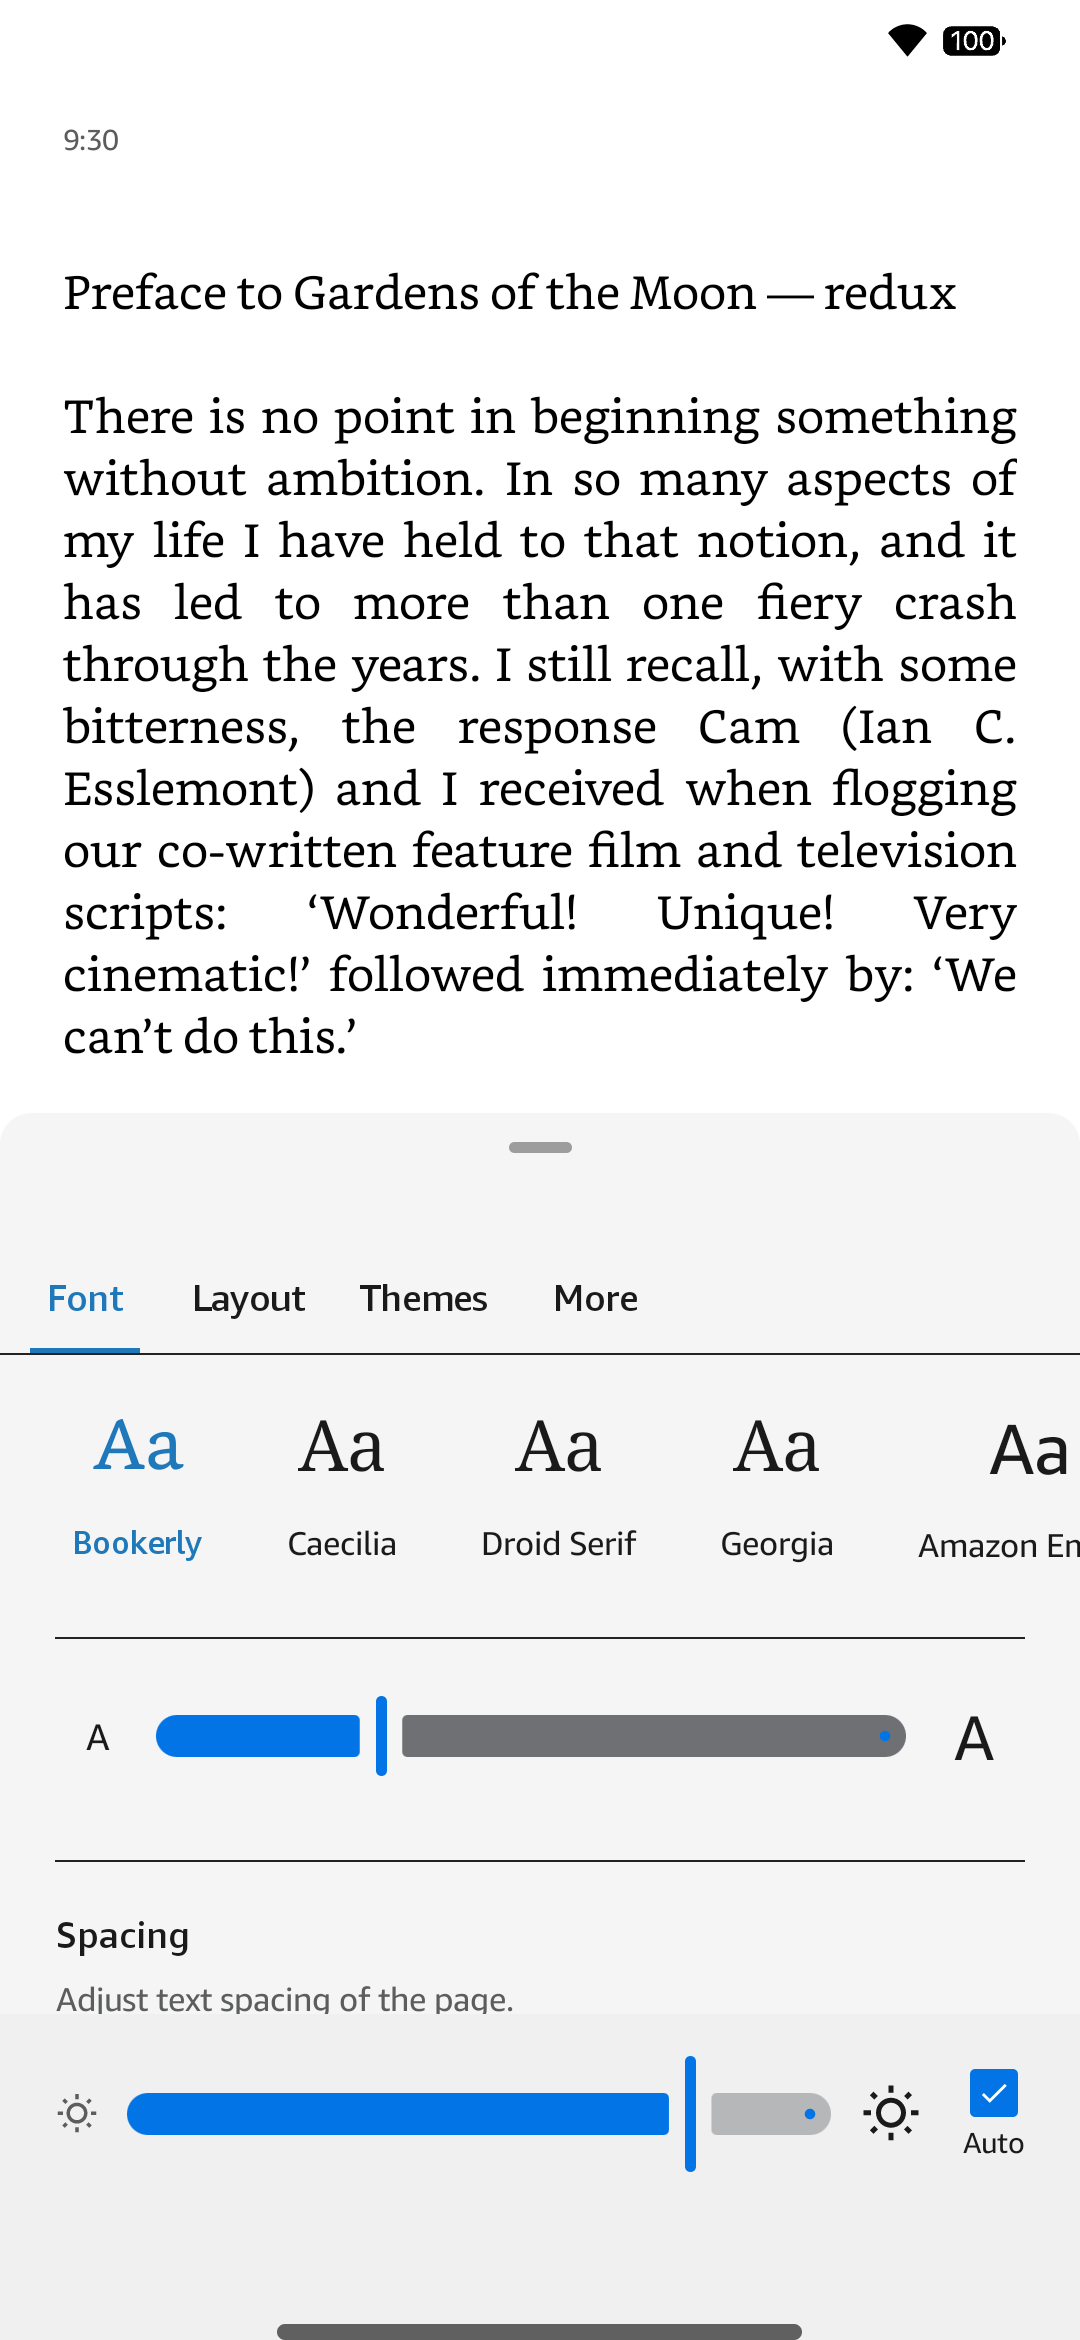 100
9:30
Preface to Gardens of the Moon — redux
There is no point in beginning something
without ambition. In so many aspects of
my life I have held to that notion, and it
has led to more than one fiery crash
through the years. I still recall, with some
bitterness, the response Cam (Ian C.
Esslemont) and I received when flogging
our co-written feature film and television
scripts: ‘Wonderful! Unique! Very
cinematic!’ followed immediately by: ‘We
can’t do this.’
Font Layout Themes More
Aa Aa Aa Aa Aa
Bookerly Caecilia Droid Serif Georgia Amazon Em
A A
Spacing
Adjust text spacing of the page.
Auto